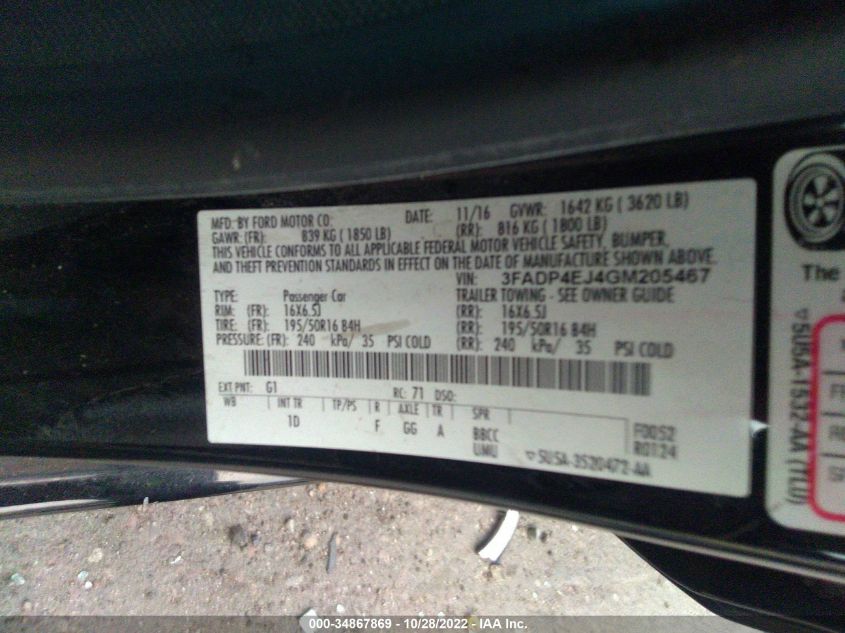 MFD. BY FORD MOTOR CO. DATE: 11/16 GVWR: 1642 KG ( 3620 LB)
GAWR: (FR): 839 KG ( 1850 LB) (RR): 816 KG ( 1800 LB)
THIS VEHICLE CONFORMS TO ALL APPLICABLE FEDERAL MOTOR VEHICLE SAFETY, BUMPER,
AND THEFT PREVENTION STANDARDS IN EFFECT ON THE DATE OF MANUFACTURE SHOWN ABOVE.
VIN: 3FADP4EJ4GM205467
TYPE: Passenger Car TRAILER TOWING - SEE OWNER GUIDE
RIM: (FR): 16X6.5J (RR): 16X6.5J
TIRE: (FR): 195/50R16 84H (RR): 195/50R16 84H
PRESSURE: (FR): 240 kPa/ 35 PSI COLD (RR): 240 kPa/ 35 PSI COLD
EXT PNT: G1 RC: 71 DSO:
WB INT TR TP/PS R AXLE TR SPR
1D F GG A BBCC F0052
UMU R0124
▽5U5A-3520472-AA
The
▽5U5A-1532-AA (TLD)
000-34867869 - 10/28/2022 - IAA Inc.